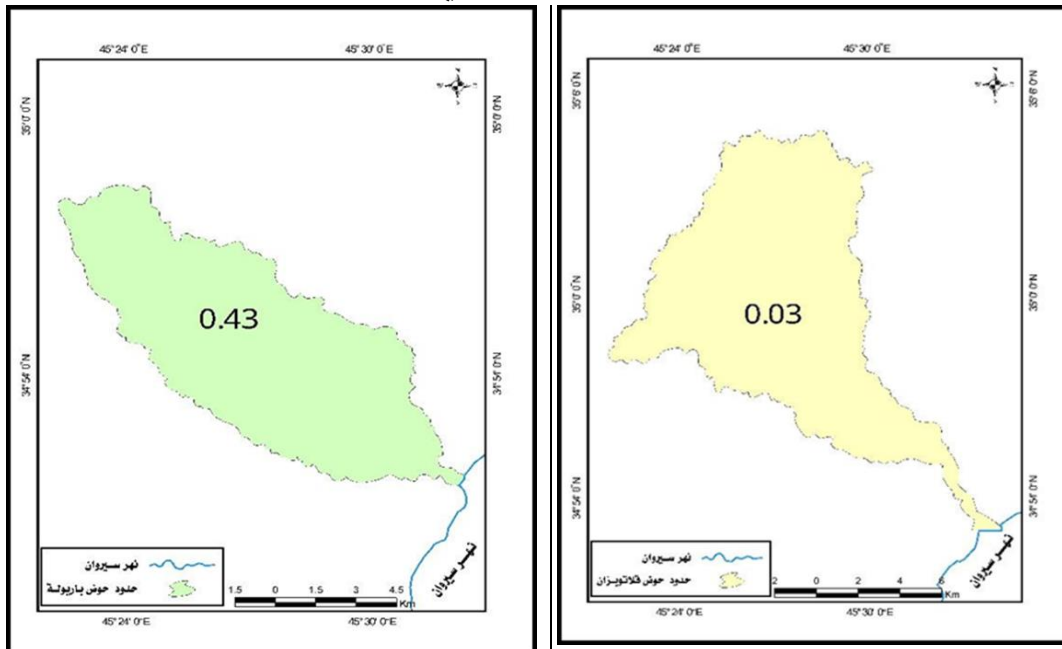 45° 24' 0"E
45° 30' 0"E
35° 0' 0"N
35° 0' 0"N
0.43
34° 54' 0"N
34° 54' 0"N
نهر سيروان
نهر سيروان
حدود حوض باريولة
1.5 0 1.5 3 4.5
Km
45° 24' 0"E
45° 30' 0"E
45° 24' 0"E
45° 30' 0"E
35° 6' 0"N
35° 6' 0"N
35° 0' 0"N
35° 0' 0"N
0.03
34° 54' 0"N
34° 54' 0"N
نهر سيروان
نهر سيروان
حدود حوض قلاتوبزان
2 0 2 4 6
Km
45° 24' 0"E
45° 30' 0"E